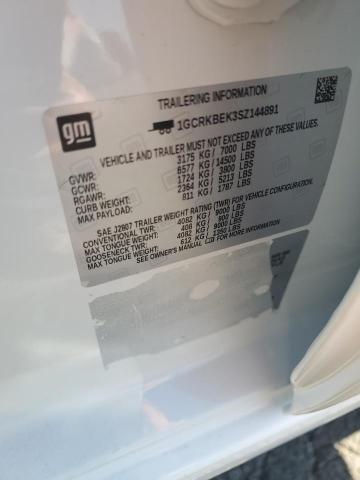 TRAILERING INFORMATION
gm
1GCRKBEK3SZ144891
VEHICLE AND TRAILER MUST NOT EXCEED ANY OF THESE
GVWR: 3175 KG / 7000 LBS
GCWR: 6577 KG / 14500 LBS
RGAWR: 1724 KG / 3800 LBS
CURB WEIGHT: 2364 KG / 5213 LBS
MAX PAYLOAD: 811 KG / 1787 LBS
SAE J2807 TRAILER WEIGHT RATING (TWR) FOR VEHICLE CONFIGURATION.
CONVENTIONAL TWR: 4082 KG / 9000 LBS
MAX TONGUE WEIGHT: 408 KG / 900 LBS
GOOSENECK TWR: 4082 KG / 9000 LBS
MAX TONGUE WEIGHT: 612 KG / 1350 LBS
SEE OWNER'S MANUAL